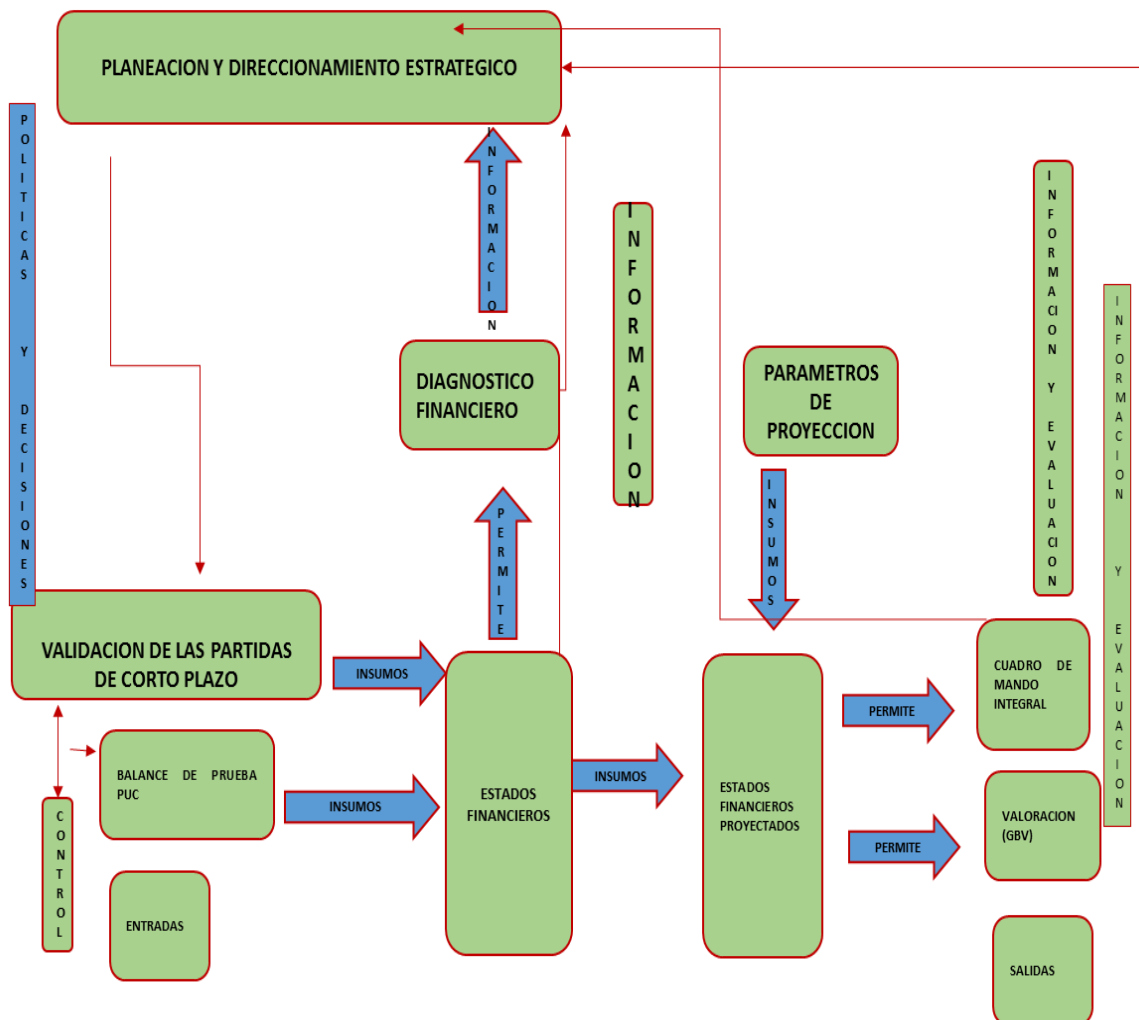 PLANEACION Y DIRECCIONAMIENTO ESTRATEGICO
POLITICAS Y DECISIONES
INFORMACION
INFORMACION
INFORMACION Y EVALUACION
INFORMACION Y EVALUACION
DIAGNOSTICO
FINANCIERO
PARAMETROS
DE
PROYECCION
PERMITE
INSUMOS
VALIDACION DE LAS PARTIDAS
DE CORTO PLAZO
INSUMOS
CUADRO DE
MANDO
INTEGRAL
PERMITE
BALANCE DE PRUEBA
PUC
INSUMOS
ESTADOS
FINANCIEROS
INSUMOS
ESTADOS
FINANCIEROS
PROYECTADOS
PERMITE
VALORACION
(GBV)
CONTROL
ENTRADAS
SALIDAS